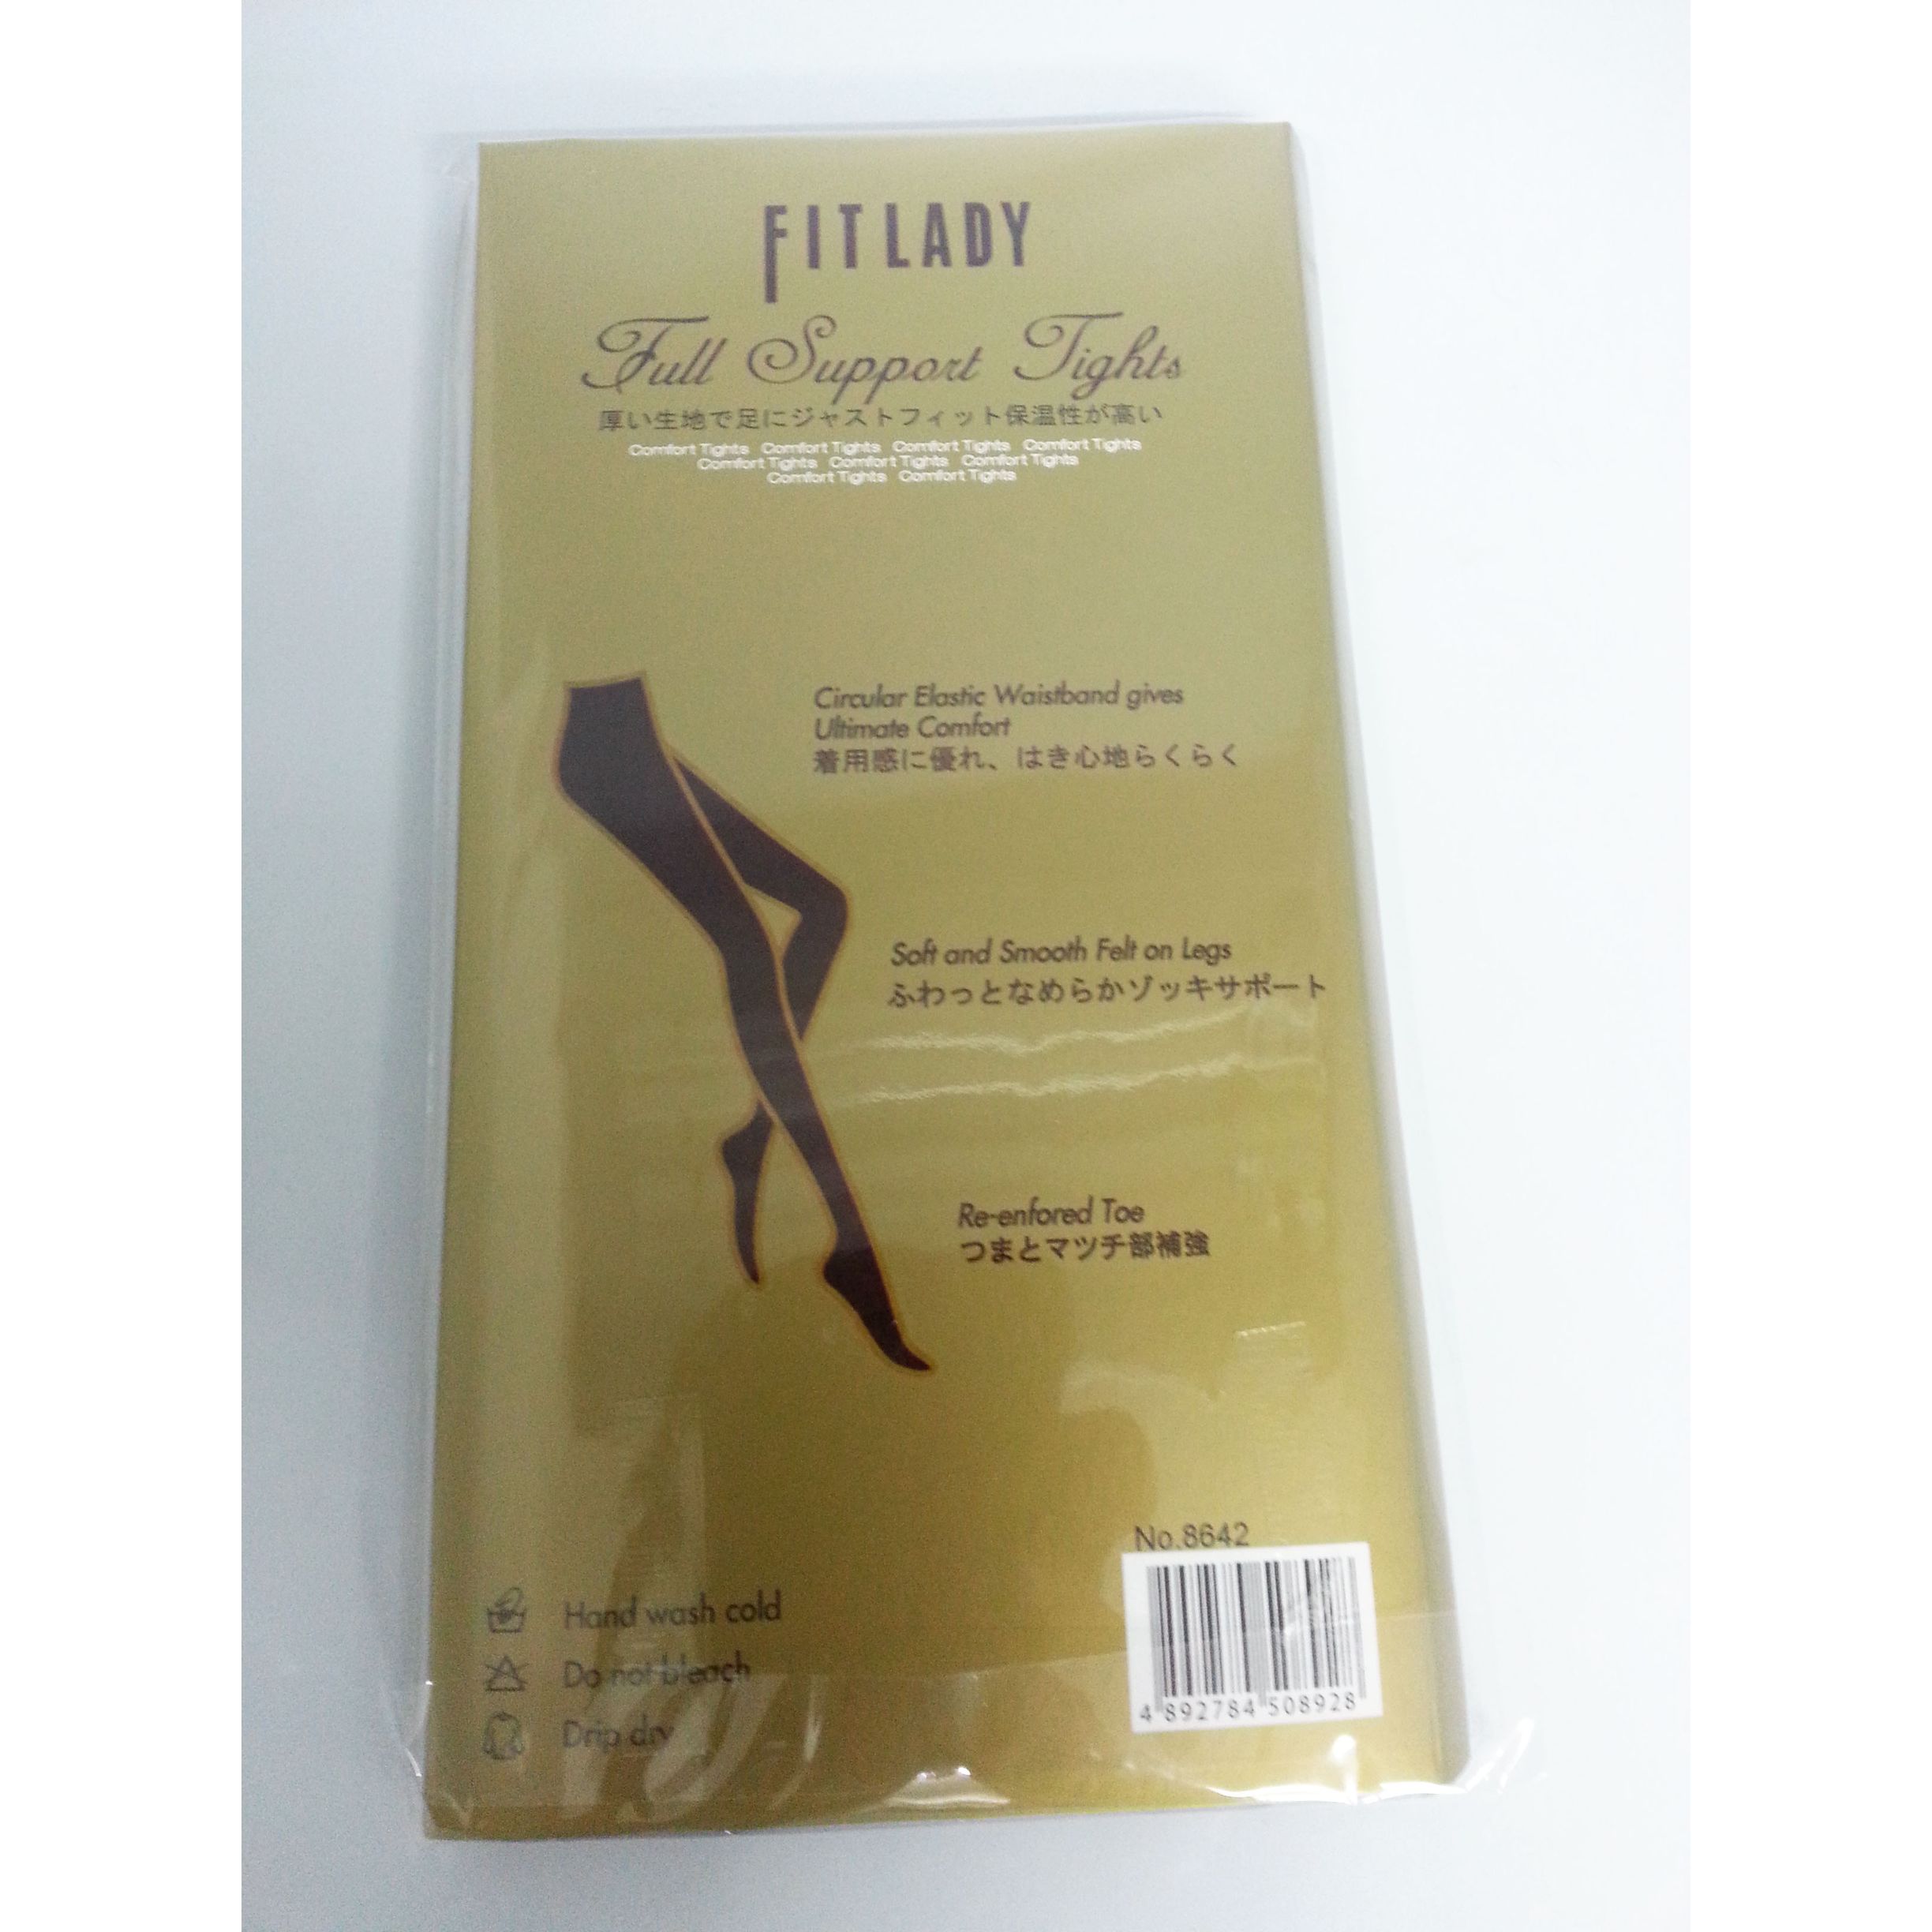 FITLADY
Full Support Tights
厚い生地で足にジャストフィット保温性が高い
Comfort Tights Comfort Tights Comfort Tights Comfort Tights
Comfort Tights Comfort Tights Comfort Tights
Comfort Tights Comfort Tights
Circular Elastic Waistband gives
Ultimate Comfort
着用感に優れ、はき心地らくらく
Soft and Smooth Felt on Legs
ふわっとなめらかゾッキサポート
Re-enfored Toe
つまとマツチ部補強
No.8642
4 892784 508928
Hand wash cold
Do not bleach
Drip dry